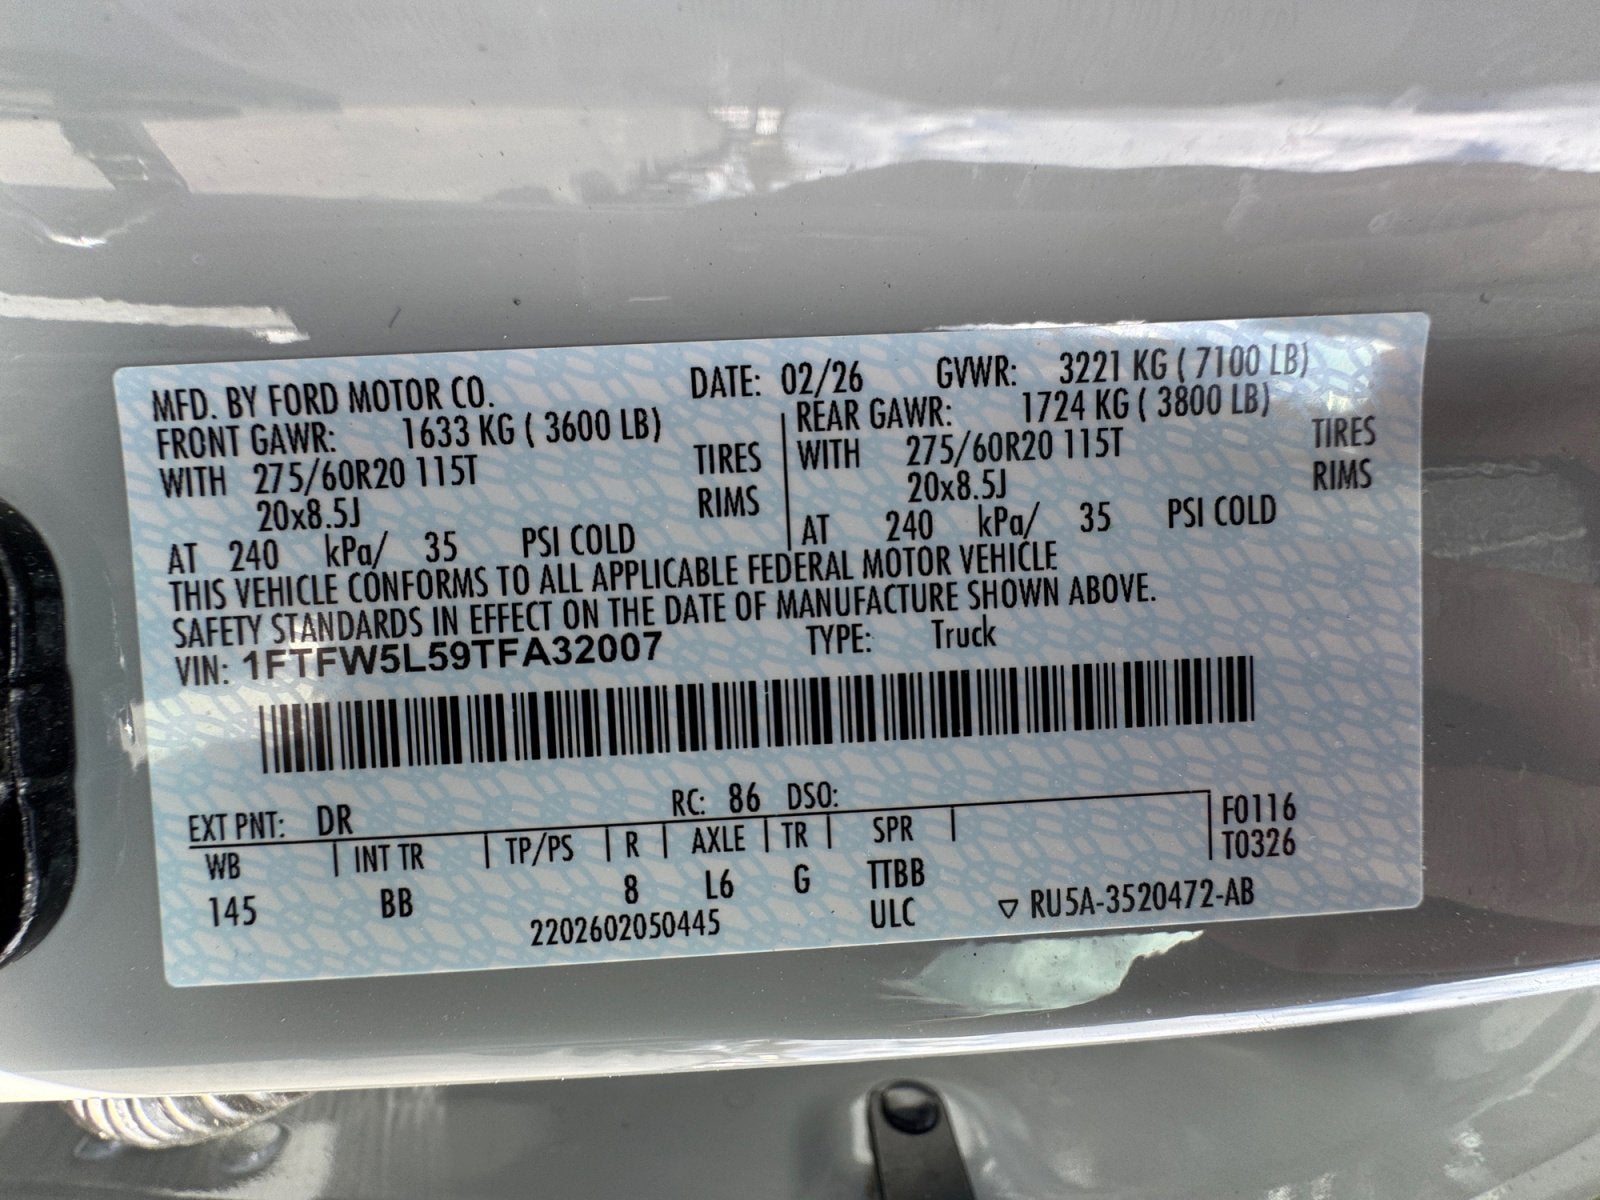 MFD. BY FORD MOTOR CO. DATE: 02/26 GVWR: 3221 KG ( 7100 LB)
FRONT GAWR: 1633 KG ( 3600 LB) REAR GAWR: 1724 KG ( 3800 LB)
WITH 275/60R20 115T TIRES WITH 275/60R20 115T TIRES
20x8.5J RIMS 20x8.5J RIMS
AT 240 kPa/ 35 PSI COLD AT 240 kPa/ 35 PSI COLD
THIS VEHICLE CONFORMS TO ALL APPLICABLE FEDERAL MOTOR VEHICLE
SAFETY STANDARDS IN EFFECT ON THE DATE OF MANUFACTURE SHOWN ABOVE.
VIN: 1FTFW5L59TFA32007 TYPE: Truck
EXT PNT: DR RC: 86 DSO:
WB INT TR TP/PS R AXLE TR SPR F0116
T0326
145 BB 8 L6 G TTBB
2202602050445 ULC ▽ RU5A-3520472-AB